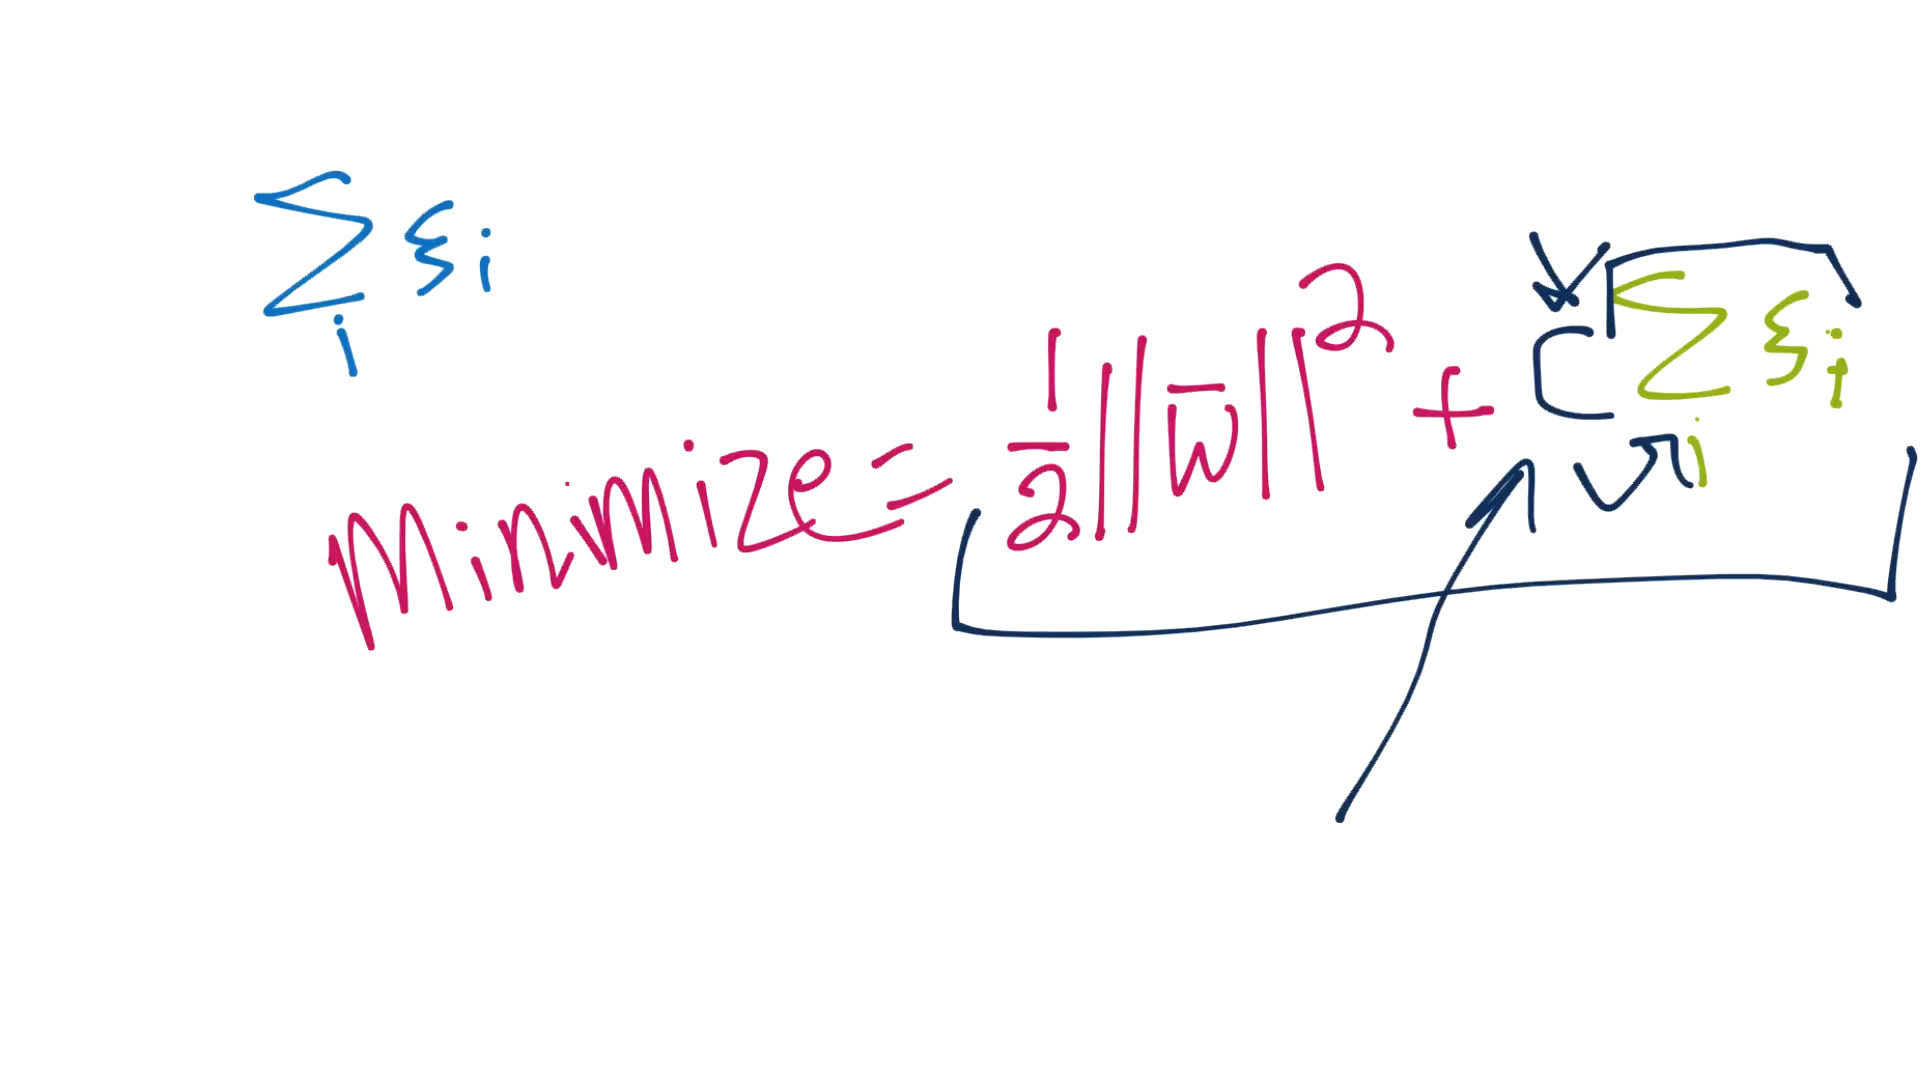 ∑ᵢ ξᵢ
Minimize = 1/2 ||w̅||² + C ∑ᵢ ξᵢ